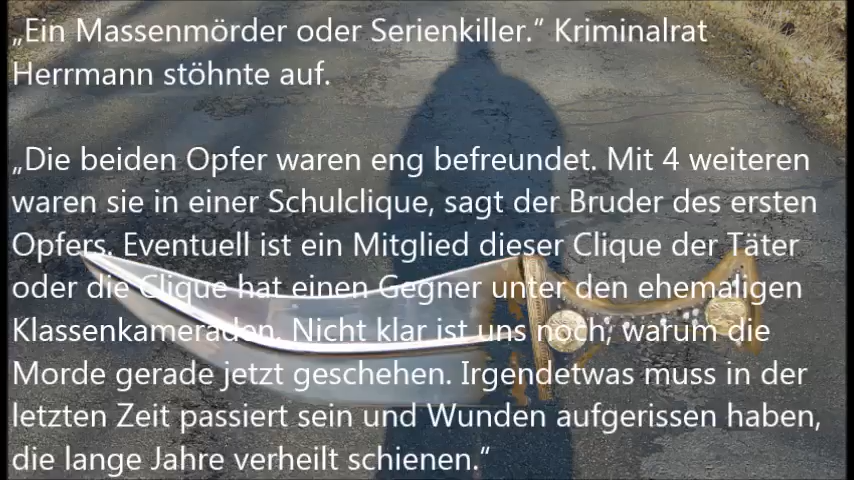 „Ein Massenmörder oder Serienkiller.“ Kriminalrat
Herrmann stöhnte auf.
„Die beiden Opfer waren eng befreundet. Mit 4 weiteren
waren sie in einer Schulclique, sagt der Bruder des ersten
Opfers. Eventuell ist ein Mitglied dieser Clique der Täter
oder die Clique hat einen Gegner unter den ehemaligen
Klassenkameraden. Nicht klar ist uns noch, warum die
Morde gerade jetzt geschehen. Irgendetwas muss in der
letzten Zeit passiert sein und Wunden aufgerissen haben,
die lange Jahre verheilt schienen.“